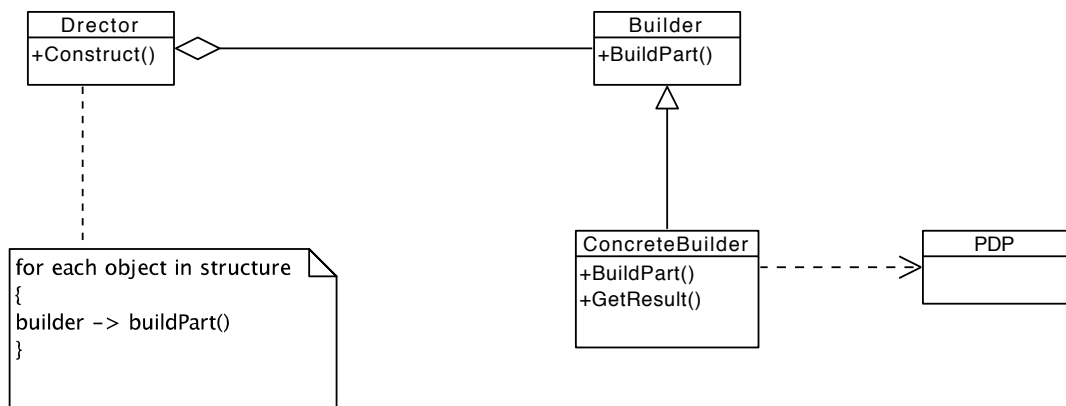 Drector
+Construct()
Builder
+BuildPart()
for each object in structure
{
builder -> buildPart()
}
ConcreteBuilder
+BuildPart()
+GetResult()
PDP